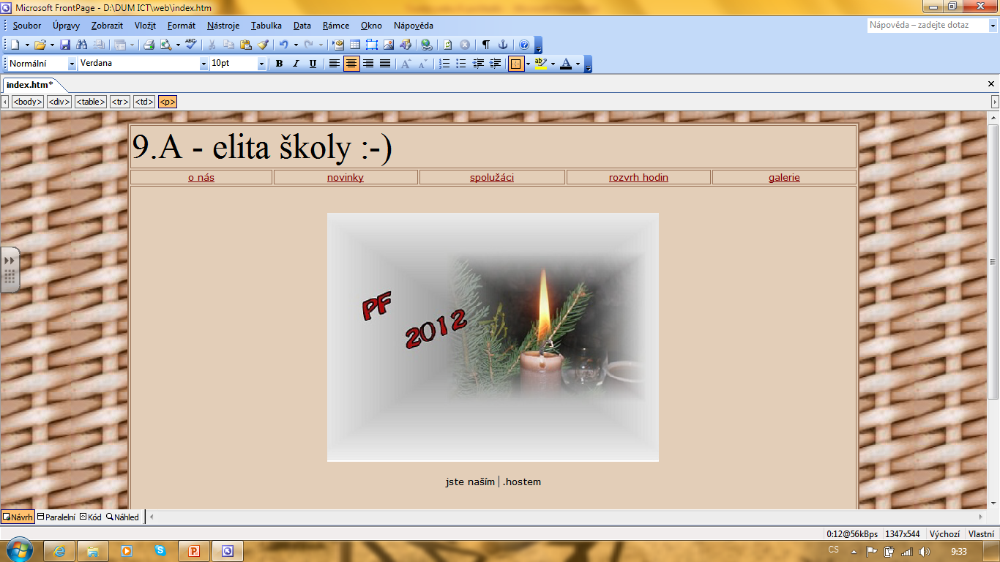 Microsoft FrontPage - D:\DUM ICT\web\index.htm
Soubor Úpravy Zobrazit Vložit Formát Nástroje Tabulka Data Rámce Okno Nápověda
Nápověda – zadejte dotaz
Normální Verdana 10pt B I U
index.htm*
<body> <div> <table> <tr> <td> <p>
9.A - elita školy :-)
o nás novinky spolužáci rozvrh hodin galerie
PF
2012
jste naším .hostem
Návrh Paralelní Kód Náhled
0:12@56kBps 1347x544 Výchozí Vlastní
CS 9:33